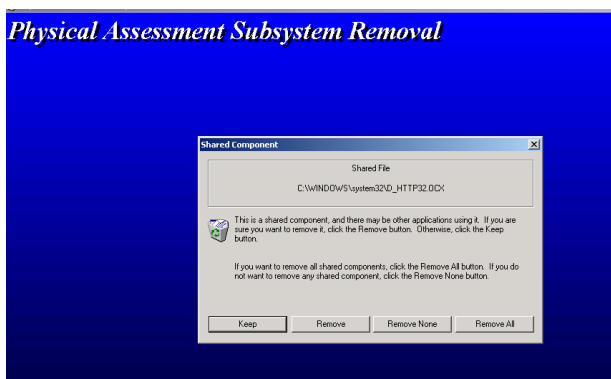 Physical Assessment Subsystem Removal
Shared Component
Shared File
C:\WINDOWS\system32\D_HTTP32.OCX
This is a shared component, and there may be other applications using it. If you are
sure you want to remove it, click the Remove button. Otherwise, click the Keep
button.
If you want to remove all shared components, click the Remove All button. If you do
not want to remove any shared component, click the Remove None button.
Keep
Remove
Remove None
Remove All